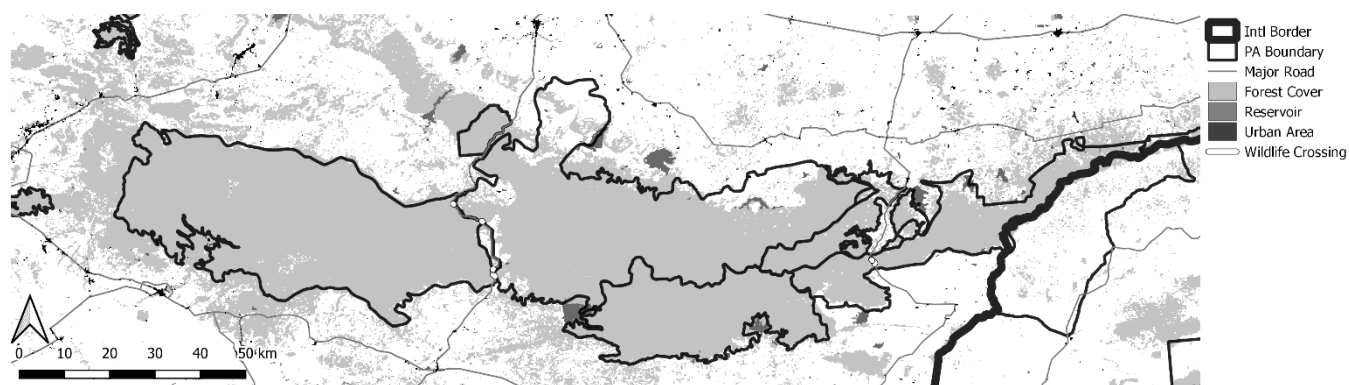 Intl Border
PA Boundary
Major Road
Forest Cover
Reservoir
Urban Area
Wildlife Crossing
0 10 20 30 40 50 km